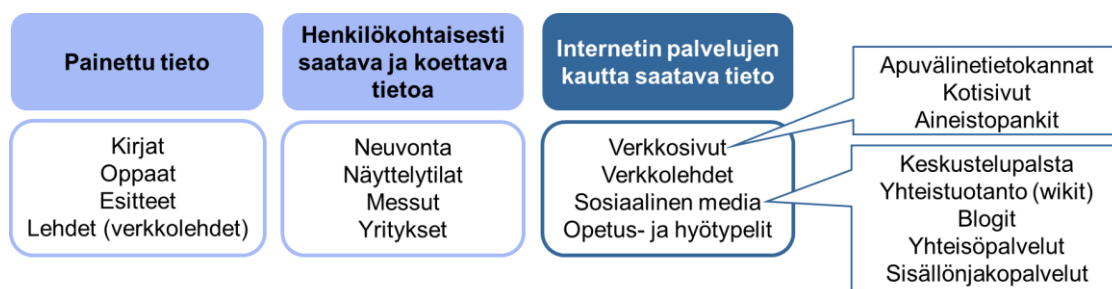 Painettu tieto
Kirjat
Oppaat
Esitteet
Lehdet (verkkolehdet)
Henkilökohtaisesti
saatava ja koettava
tietoa
Neuvonta
Näyttelytilat
Messut
Yritykset
Internetin palvelujen
kautta saatava tieto
Verkkosivut
Verkkolehdet
Sosiaalinen media
Opetus- ja hyötypelit
Apuvälinetietokannat
Kotisivut
Aineistopankit
Keskustelupalsta
Yhteistuotanto (wikit)
Blogit
Yhteisöpalvelut
Sisällönjakopalvelut